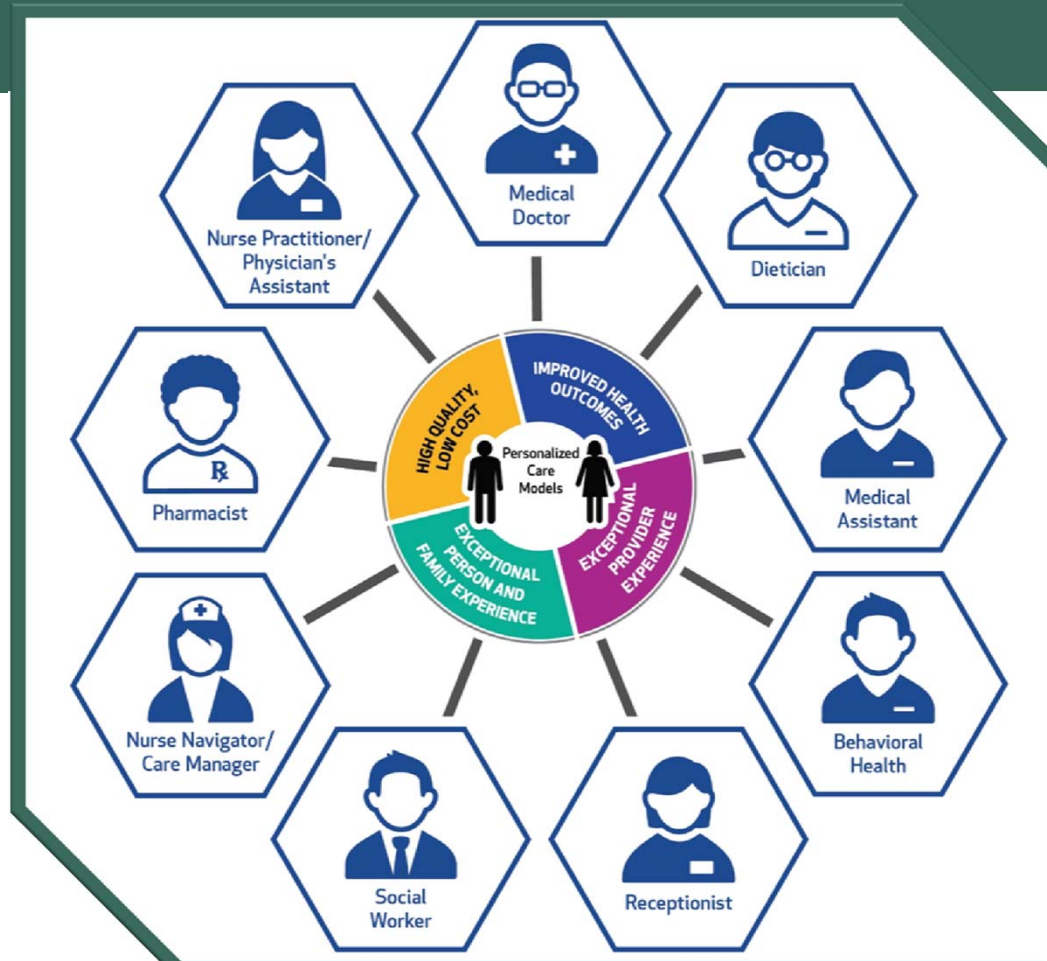 Medical
Doctor
Nurse Practitioner/
Physician's
Assistant
Dietician
HIGH QUALITY,
LOW COST
IMPROVED HEALTH
OUTCOMES
Personalized
Care
Models
EXCEPTIONAL
PERSON AND
FAMILY EXPERIENCE
EXCEPTIONAL
PROVIDER
EXPERIENCE
Rx
Pharmacist
Medical
Assistant
Nurse Navigator/
Care Manager
Behavioral
Health
Social
Worker
Receptionist